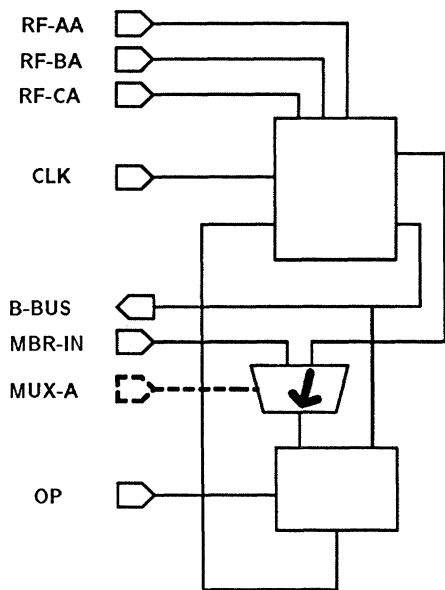 RF-AA
RF-BA
RF-CA
CLK
B-BUS
MBR-IN
MUX-A
OP